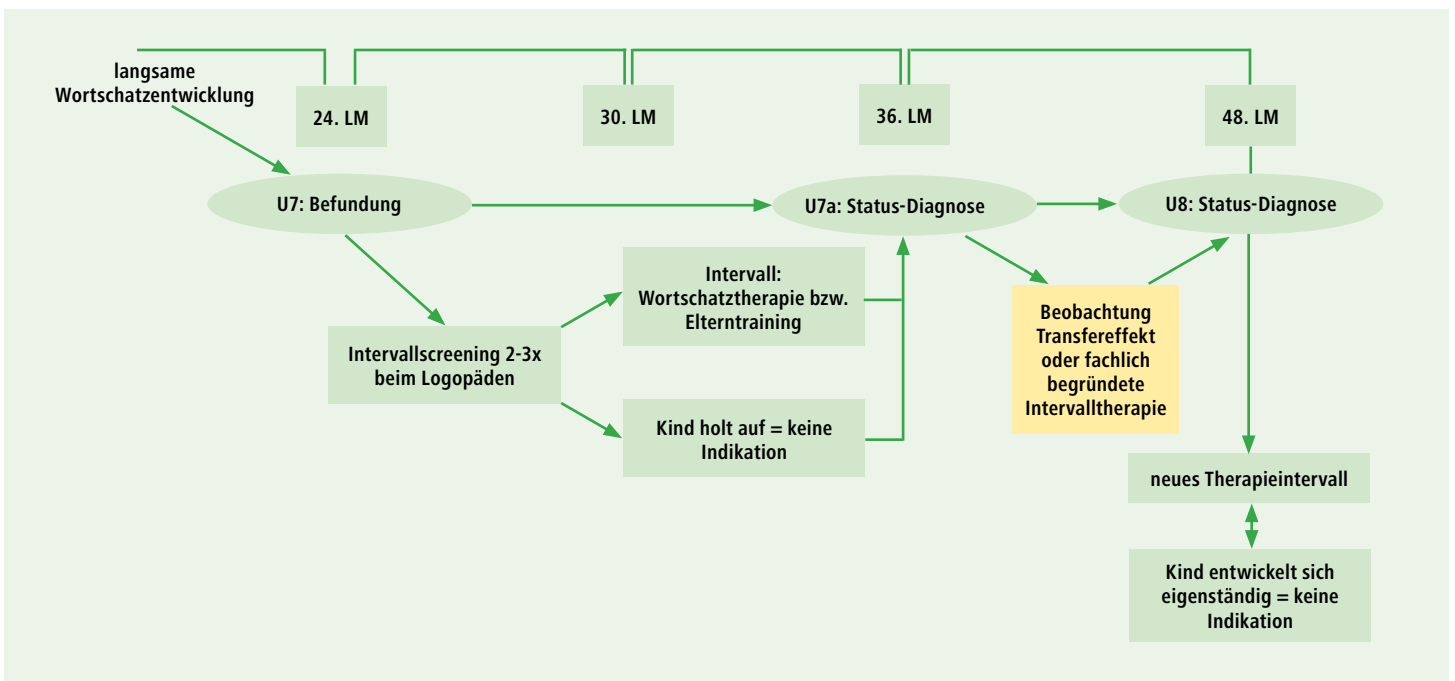 langsame
Wortschatzentwicklung
24. LM
30. LM
36. LM
48. LM
U7: Befundung
U7a: Status-Diagnose
U8: Status-Diagnose
Intervallscreening 2-3x
beim Logopäden
Intervall:
Wortschatztherapie bzw.
Elterntraining
Kind holt auf = keine
Indikation
Beobachtung
Transfereffekt
oder fachlich
begründete
Intervalltherapie
neues Therapieintervall
Kind entwickelt sich
eigenständig = keine
Indikation